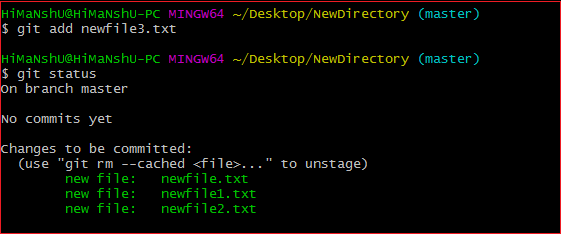 HiManshU@HiManshU-PC MINGW64 ~/Desktop/NewDirectory (master)
$ git add newfile3.txt
HiManshU@HiManshU-PC MINGW64 ~/Desktop/NewDirectory (master)
$ git status
On branch master
No commits yet
Changes to be committed:
  (use "git rm --cached <file>..." to unstage)
        new file:   newfile.txt
        new file:   newfile1.txt
        new file:   newfile2.txt